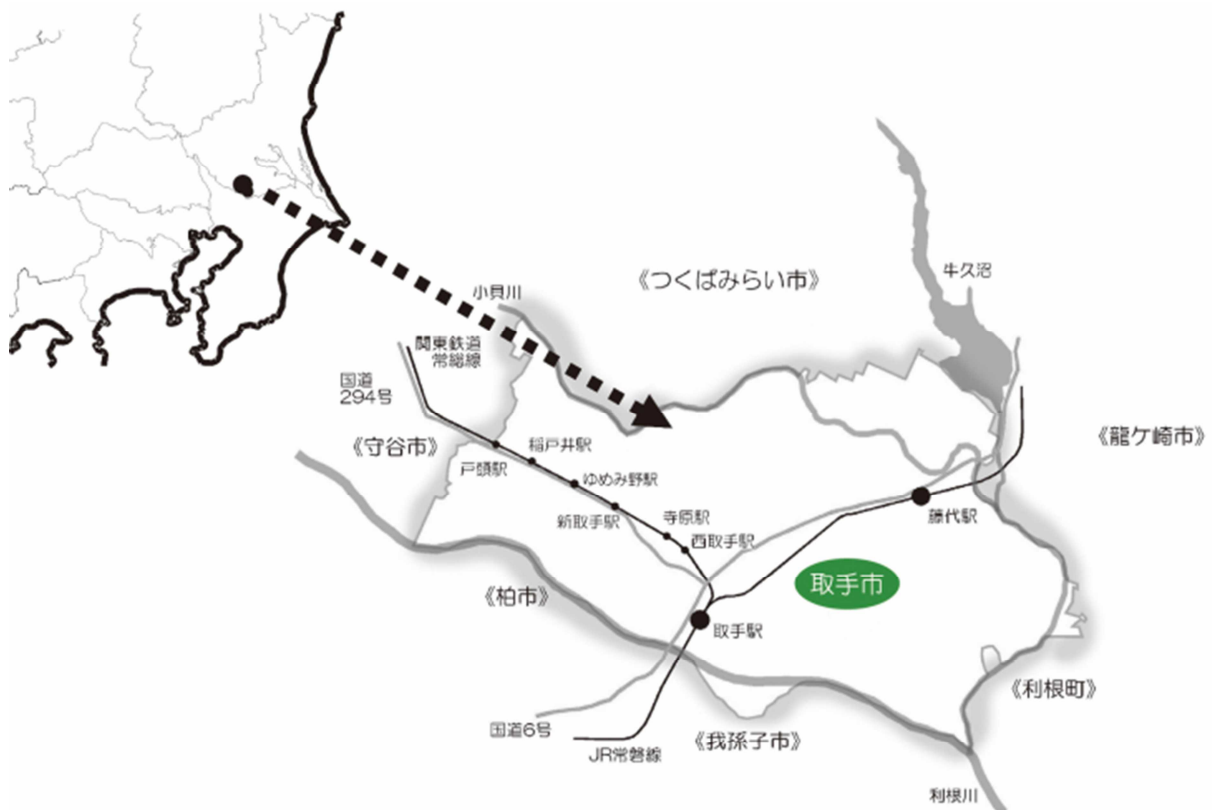 《つくばみらい市》
牛久沼
小貝川
関東鉄道
常総線
国道
294号
《守谷市》
《龍ケ崎市》
稲戸井駅
戸頭駅
ゆめみ野駅
新取手駅
寺原駅
西取手駅
藤代駅
取手市
《柏市》
取手駅
《利根町》
国道6号
《我孫子市》
JR常磐線
利根川